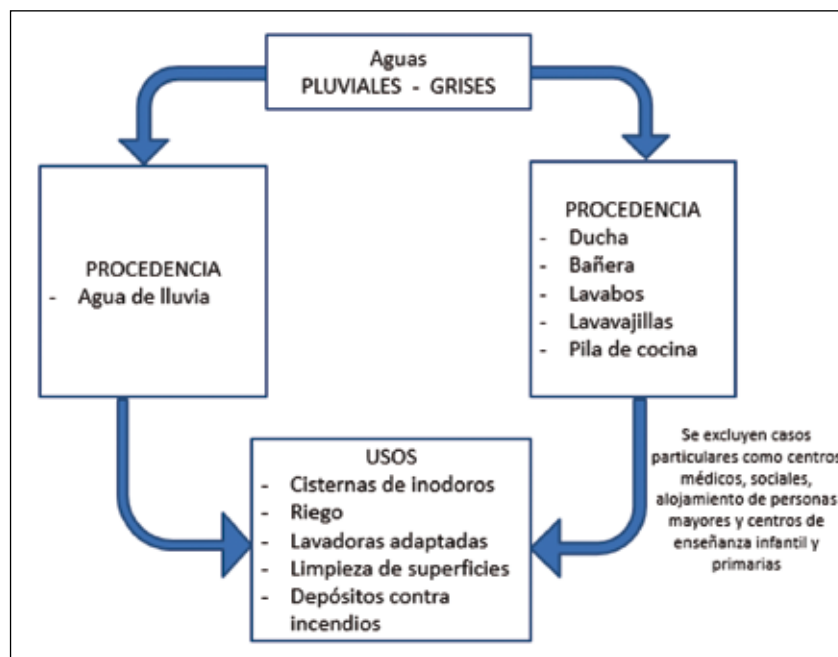 Aguas
PLUVIALES - GRISES
PROCEDENCIA
- Agua de lluvia
PROCEDENCIA
- Ducha
- Bañera
- Lavabos
- Lavavajillas
- Pila de cocina
USOS
- Cisternas de inodoros
- Riego
- Lavadoras adaptadas
- Limpieza de superficies
- Depósitos contra
incendios
Se excluyen casos
particulares como centros
médicos, sociales,
alojamiento de personas
mayores y centros de
enseñanza infantil y
primarias